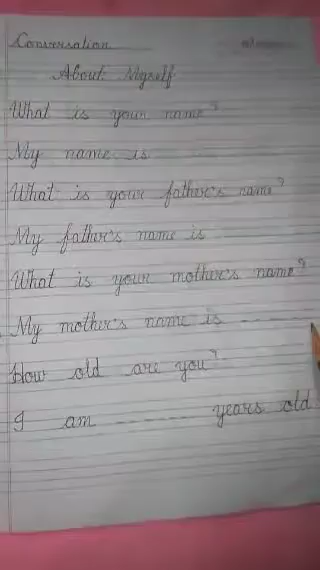 Conversation
About Myself
What is your name?
My name is
What is your father's name?
My father's name is
What is your mother's name?
My mother's name is -----
How old are you?
I am ------ years old